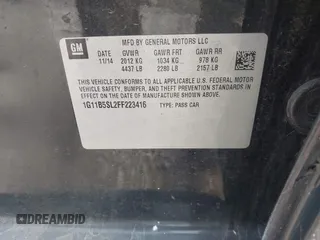 GM
MFD BY GENERAL MOTORS LLC
11/14 GVWR GAWR FRT GAWR RR
2012 KG 1034 KG 978 KG
4437 LB 2280 LB 2157 LB
THIS VEHICLE CONFORMS TO ALL APPLICABLE U.S. FEDERAL
MOTOR VEHICLE SAFETY, BUMPER, AND THEFT PREVENTION
STANDARDS IN EFFECT ON THE DATE OF MANUFACTURE SHOWN ABOVE.
1G11B5SL2FF223416 TYPE: PASS CAR
DREAMBID